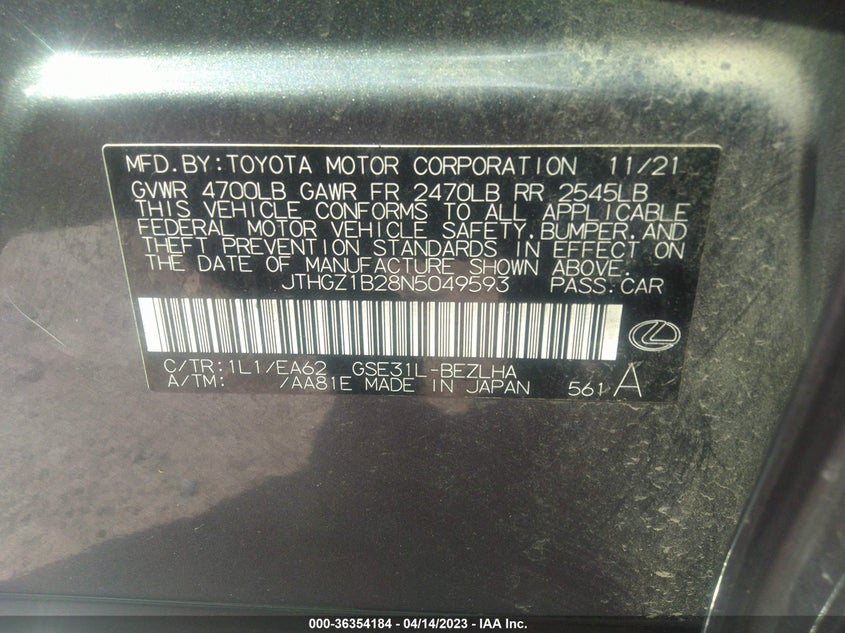 MFD.BY:TOYOTA MOTOR CORPORATION 11/21
GVWR 4700LB GAWR FR 2470LB RR 2545LB
THIS VEHICLE CONFORMS TO ALL APPLICABLE
FEDERAL MOTOR VEHICLE SAFETY,BUMPER,AND
THEFT PREVENTION STANDARDS IN EFFECT ON
THE DATE OF MANUFACTURE SHOWN ABOVE.
JTHGZ1B28N5049593 PASS.CAR
C/TR:1L1/EA62 GSE31L-BEZLHA
A/TM: /AA81E MADE IN JAPAN 561 A
000-36354184 - 04/14/2023 - IAA Inc.